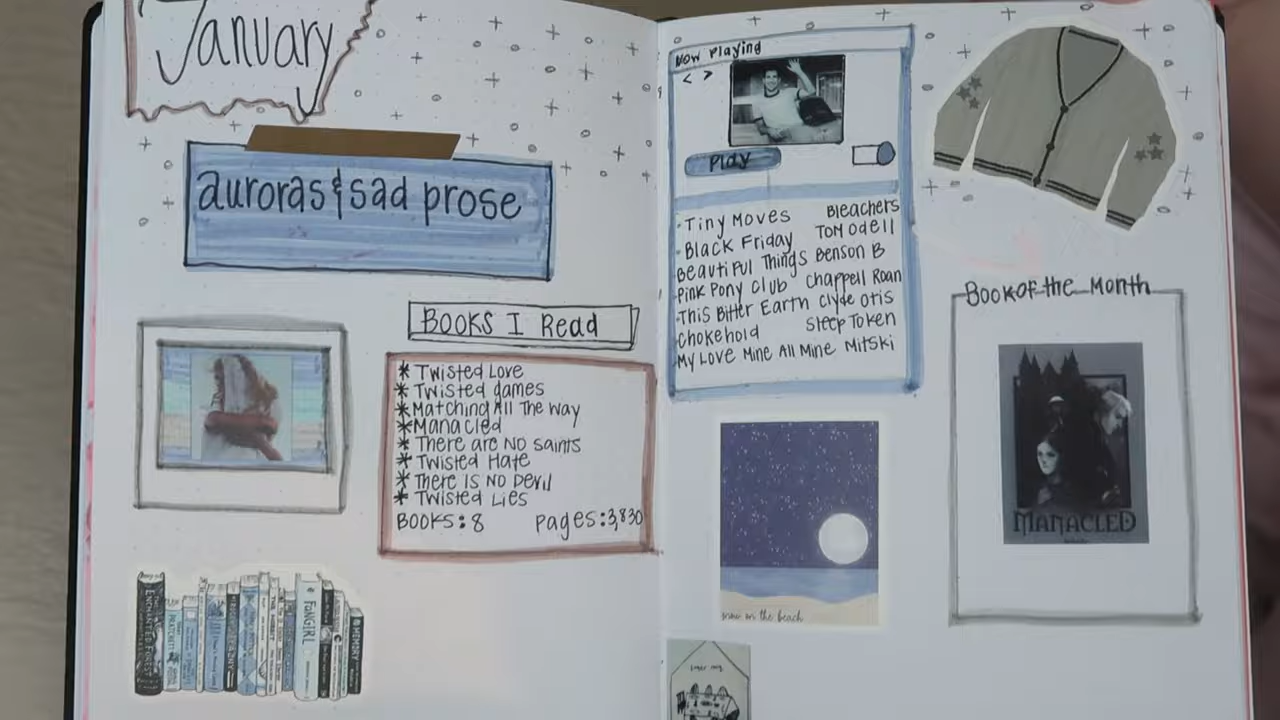 January
auroras & sad prose
BOOKS I Read
* Twisted Love
* Twisted games
* Matching All The Way
* Manacled
* There are NO SAINTS
* Twisted Hate
* There is NO Devil
* Twisted Lies
BOOKS: 8 Pages: 3,830
ENCHANTED FOREST
FANGIRL
MEMORY
Now Playing
< >
Play
· Tiny Moves Bleachers
· Black Friday Tom Odell
Beautiful Things Benson B
· Pink Pony Club Chappell Roan
· This Bitter Earth Clyde Otis
Chokehold Sleep Token
My Love Mine All Mine Mitski
snow on the beach
Book of the Month
MANACLED